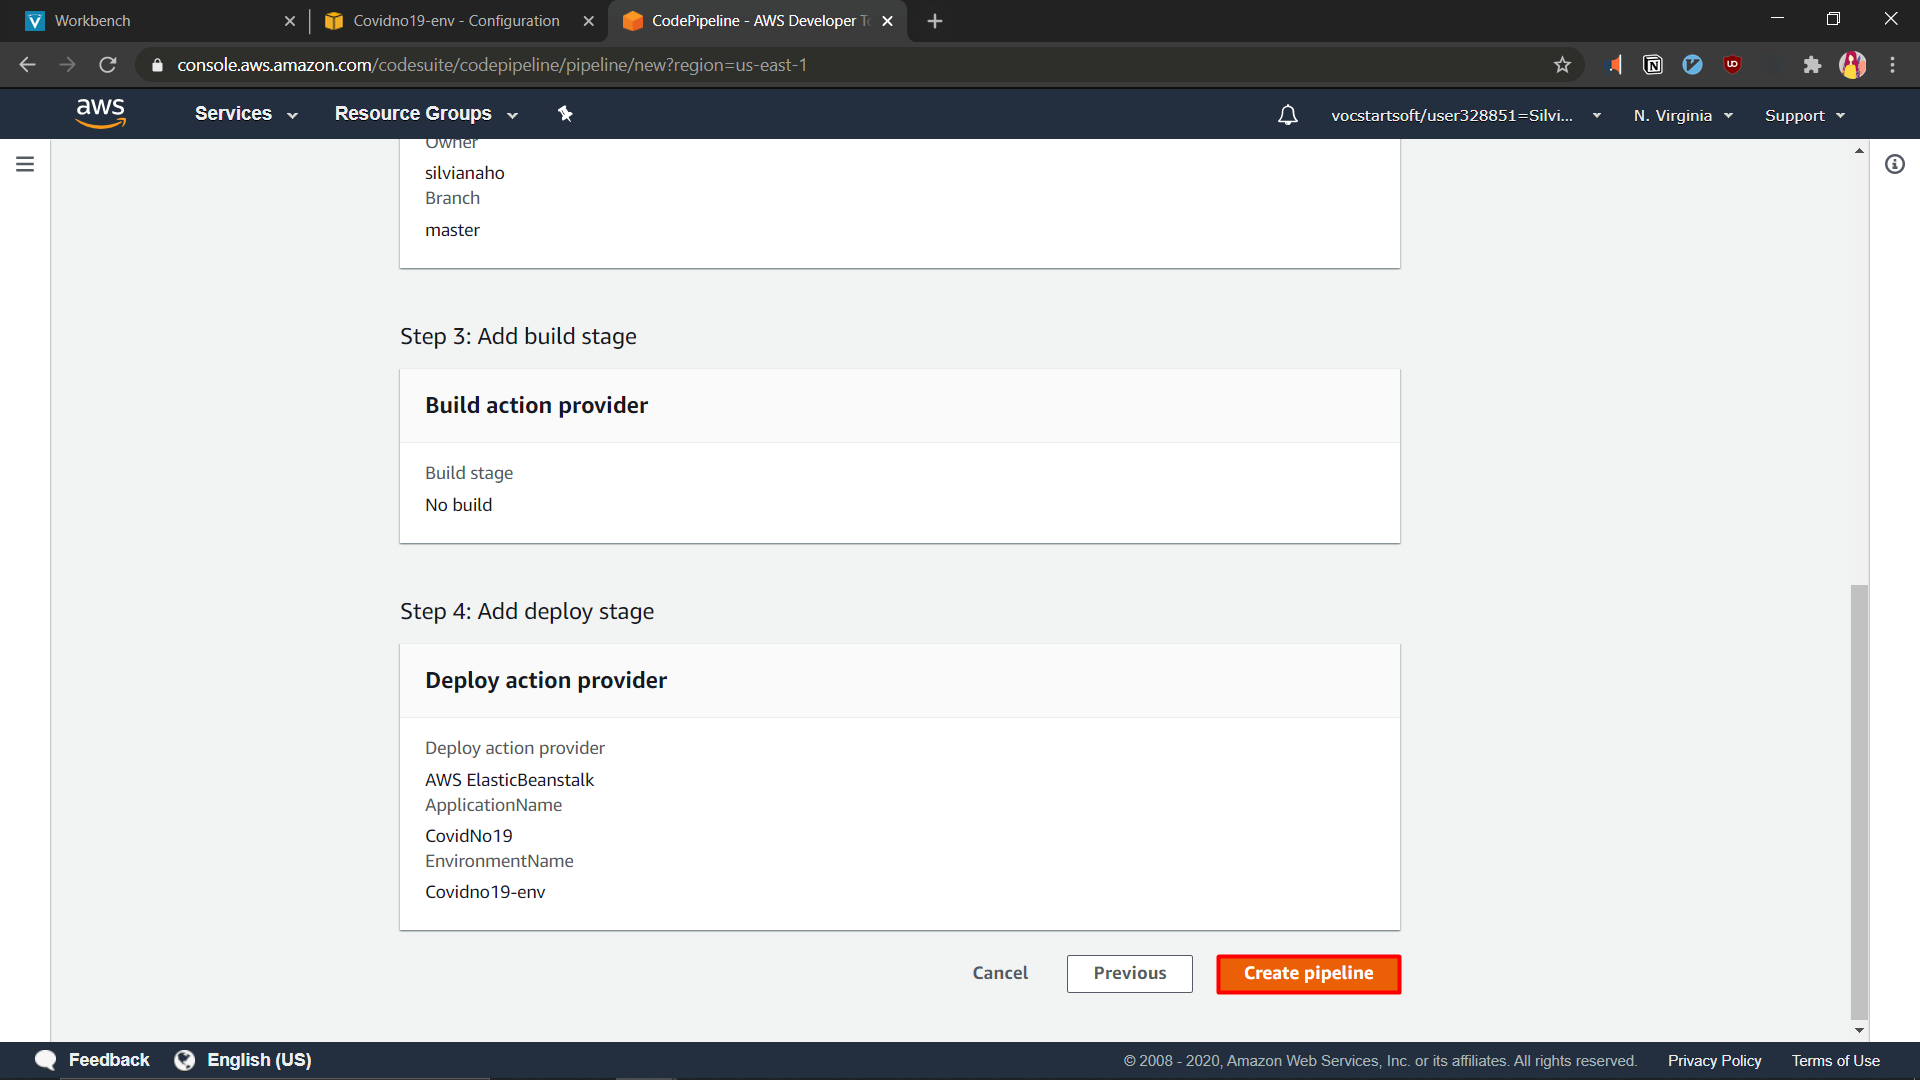 Workbench
Covidno19-env - Configuration
CodePipeline - AWS Developer T
console.aws.amazon.com/codesuite/codepipeline/pipeline/new?region=us-east-1
aws
Services
Resource Groups
vocstartsoft/user328851=Silvi...
N. Virginia
Support
Owner
silvianaho
Branch
master
Step 3: Add build stage
Build action provider
Build stage
No build
Step 4: Add deploy stage
Deploy action provider
Deploy action provider
AWS ElasticBeanstalk
ApplicationName
CovidNo19
EnvironmentName
Covidno19-env
Cancel
Previous
Create pipeline
Feedback
English (US)
© 2008 - 2020, Amazon Web Services, Inc. or its affiliates. All rights reserved.
Privacy Policy
Terms of Use